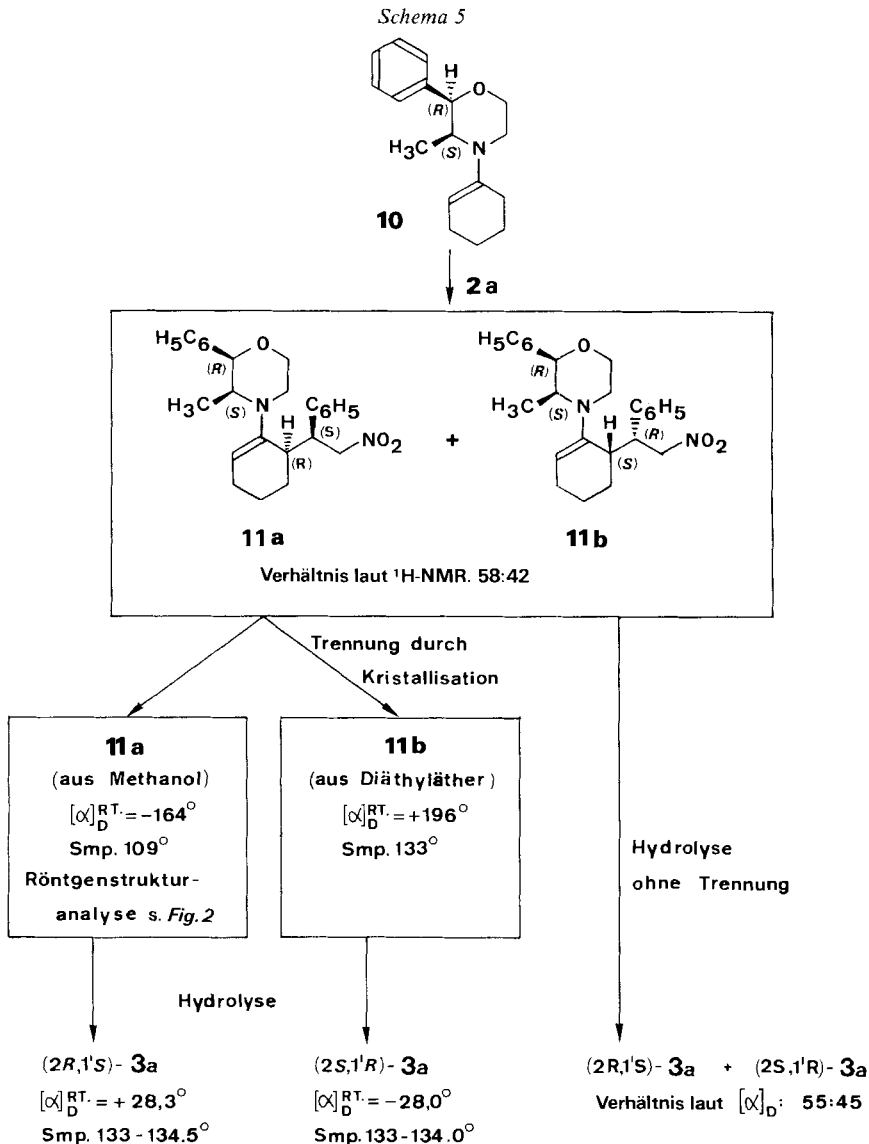 Schema 5
H
O
(R)
H₃C
(S)
N
10
2a
H₅C₆
O
(R)
H₃C
(S)
N
H
C₆H₅
(S)
NO₂
(R)
11a
+
H₅C₆
O
(R)
H₃C
(S)
N
H
C₆H₅
(R)
NO₂
(S)
11b
Verhältnis laut ¹H-NMR. 58:42
Trennung durch
Kristallisation
11a
(aus Methanol)
[α]D^RT. = −164°
Smp. 109°
Röntgenstruktur-
analyse s. Fig. 2
11b
(aus Diäthyläther)
[α]D^RT. = +196°
Smp. 133°
Hydrolyse
ohne Trennung
Hydrolyse
(2R,1'S)-3a
[α]D^RT. = +28,3°
Smp. 133-134.5°
(2S,1'R)-3a
[α]D^RT. = −28,0°
Smp. 133-134.0°
(2R,1'S)-3a + (2S,1'R)-3a
Verhältnis laut [α]D: 55:45